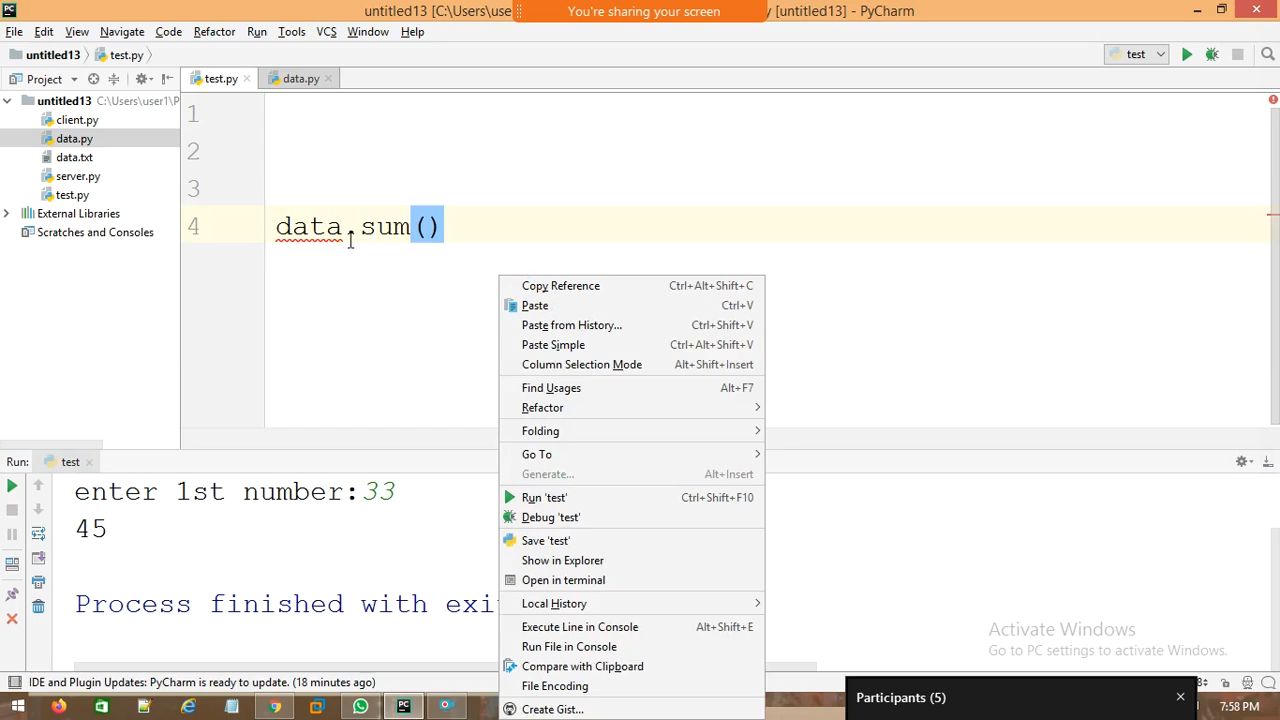 PC
untitled13 [C:\Users\use
You're sharing your screen
y [untitled13] - PyCharm
File Edit View Navigate Code Refactor Run Tools VCS Window Help
untitled13 test.py
test
Project
test.py
data.py
untitled13 C:\Users\user1\P
client.py
data.py
data.txt
server.py
test.py
External Libraries
Scratches and Consoles
1
2
3
4 data.sum()
Copy Reference Ctrl+Alt+Shift+C
Paste Ctrl+V
Paste from History... Ctrl+Shift+V
Paste Simple Ctrl+Alt+Shift+V
Column Selection Mode Alt+Shift+Insert
Find Usages Alt+F7
Refactor
Folding
Go To
Generate... Alt+Insert
Run 'test' Ctrl+Shift+F10
Debug 'test'
Save 'test'
Show in Explorer
Open in terminal
Local History
Execute Line in Console Alt+Shift+E
Run File in Console
Compare with Clipboard
File Encoding
Create Gist...
Run: test
enter 1st number:33
45
Process finished with exi
Activate Windows
Go to PC settings to activate Windows.
IDE and Plugin Updates: PyCharm is ready to update. (18 minutes ago)
Participants (5)
7:58 PM